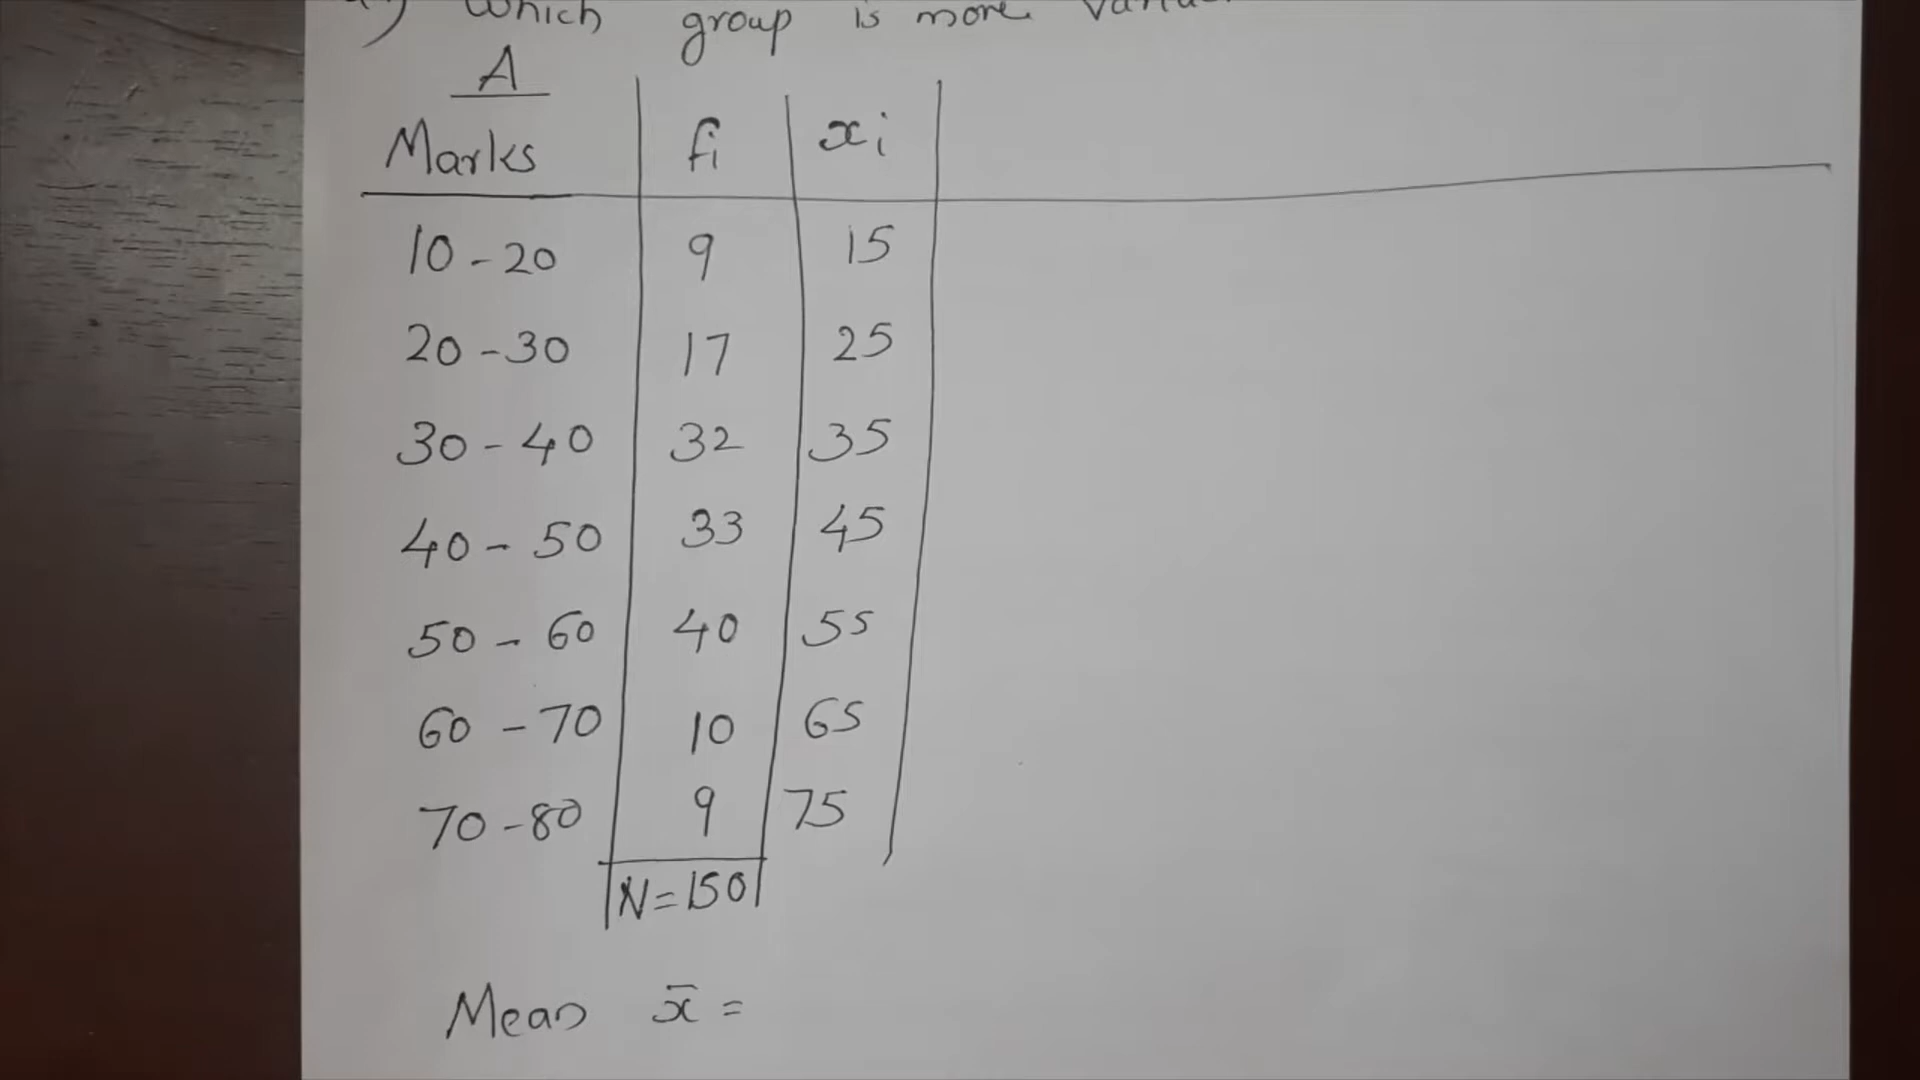 Which group is more
A
Marks fi xi
10 - 20 9 15
20 - 30 17 25
30 - 40 32 35
40 - 50 33 45
50 - 60 40 55
60 - 70 10 65
70 - 80 9 75
N = 150
Mean x̄ =